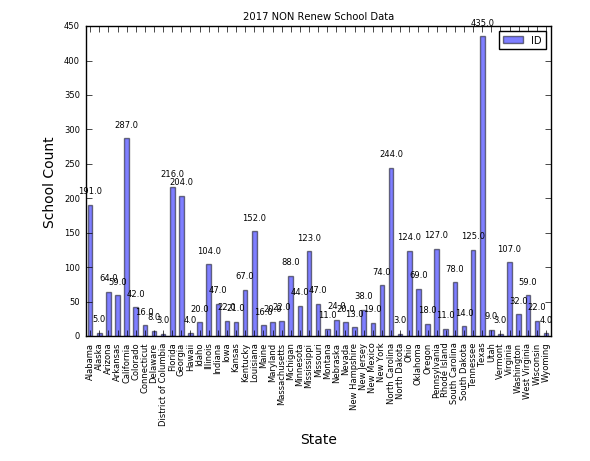 2017 NON Renew School Data
450
400
350
300
250
200
150
100
50
0
School Count
ID
191.0
5.0
64.0
59.0
287.0
42.0
16.0
8.0
3.0
216.0
204.0
4.0
20.0
104.0
47.0
22.0
21.0
67.0
152.0
16.0
20.0
22.0
88.0
44.0
123.0
47.0
11.0
24.0
20.0
13.0
38.0
19.0
74.0
244.0
3.0
124.0
69.0
18.0
127.0
11.0
78.0
14.0
125.0
435.0
9.0
3.0
107.0
32.0
59.0
22.0
4.0
Alabama
Alaska
Arizona
Arkansas
California
Colorado
Connecticut
Delaware
District of Columbia
Florida
Georgia
Hawaii
Idaho
Illinois
Indiana
Iowa
Kansas
Kentucky
Louisiana
Maine
Maryland
Massachusetts
Michigan
Minnesota
Mississippi
Missouri
Montana
Nebraska
Nevada
New Hampshire
New Jersey
New Mexico
New York
North Carolina
North Dakota
Ohio
Oklahoma
Oregon
Pennsylvania
Rhode Island
South Carolina
South Dakota
Tennessee
Texas
Utah
Vermont
Virginia
Washington
West Virginia
Wisconsin
Wyoming
State